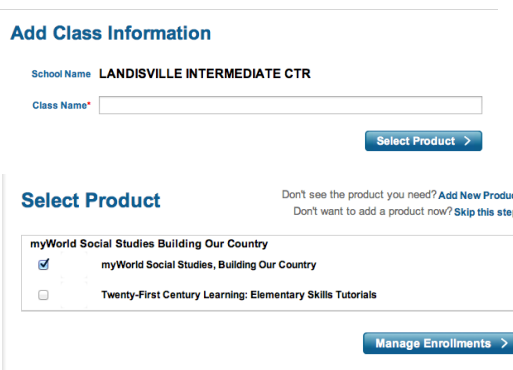 Add Class Information
School Name LANDISVILLE INTERMEDIATE CTR
Class Name*
Select Product >
Select Product
Don't see the product you need? Add New Produc
Don't want to add a product now? Skip this step
myWorld Social Studies Building Our Country
myWorld Social Studies, Building Our Country
Twenty-First Century Learning: Elementary Skills Tutorials
Manage Enrollments >